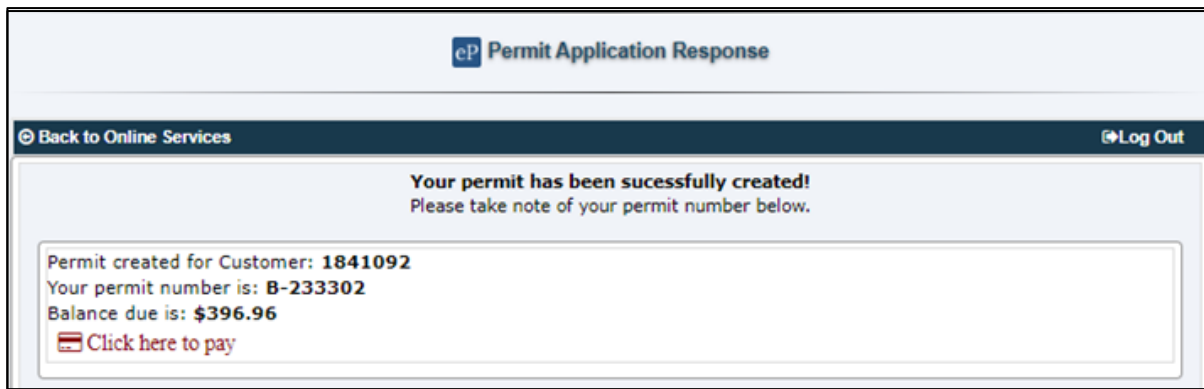 eP Permit Application Response
Back to Online Services
Log Out
Your permit has been sucessfully created!
Please take note of your permit number below.
Permit created for Customer: 1841092
Your permit number is: B-233302
Balance due is: $396.96
Click here to pay